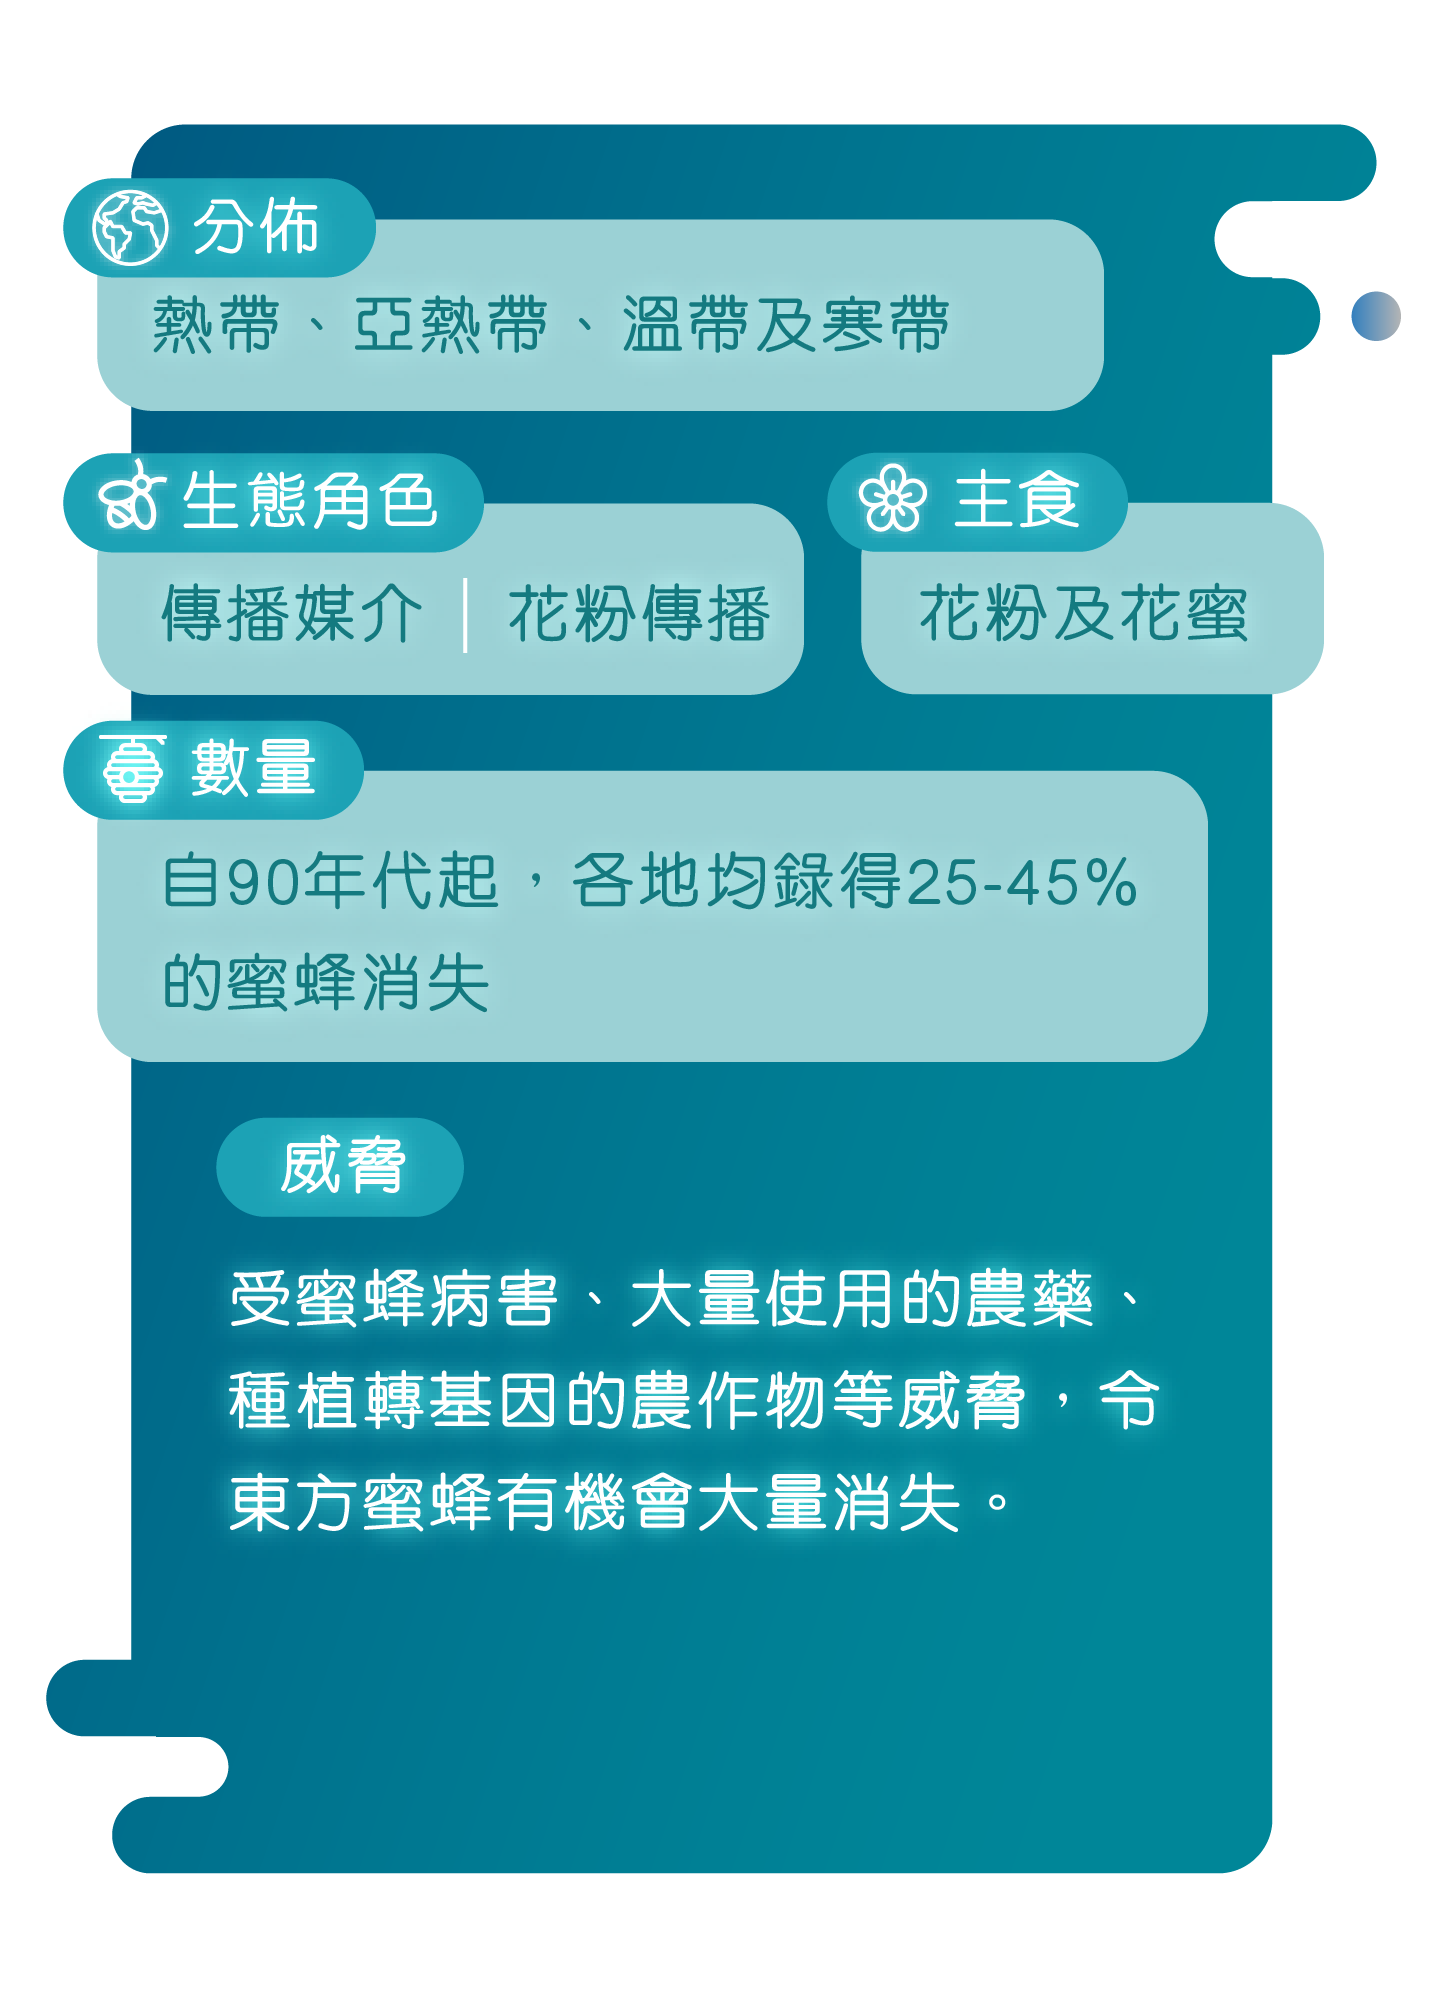 分佈
熱帶、亞熱帶、溫帶及寒帶
生態角色
傳播媒介｜花粉傳播
主食
花粉及花蜜
數量
自90年代起，各地均錄得25-45%
的蜜蜂消失
威脅
受蜜蜂病害、大量使用的農藥、
種植轉基因的農作物等威脅，令
東方蜜蜂有機會大量消失。